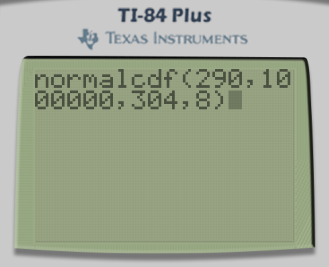 TI-84 Plus
TEXAS INSTRUMENTS
normalcdf(290,10
00000,304,8)